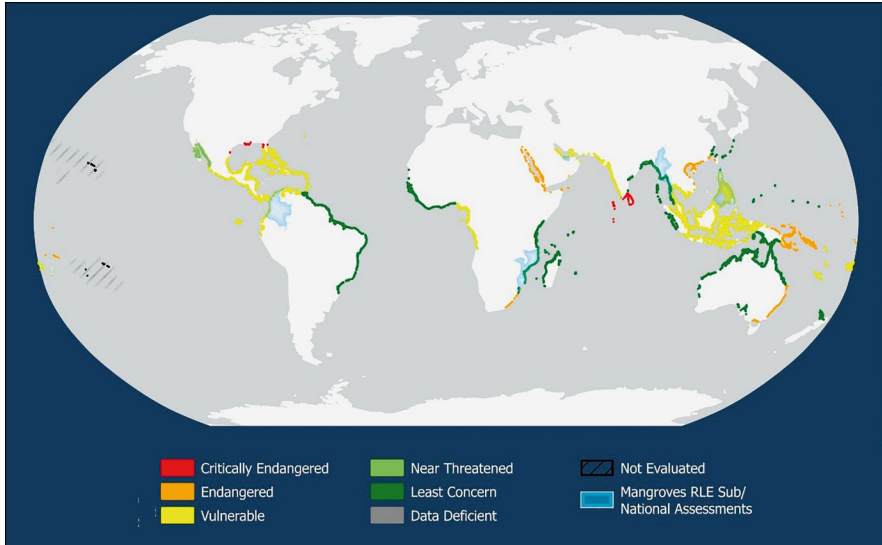 Critically Endangered
Endangered
Vulnerable
Near Threatened
Least Concern
Data Deficient
Not Evaluated
Mangroves RLE Sub/
National Assessments